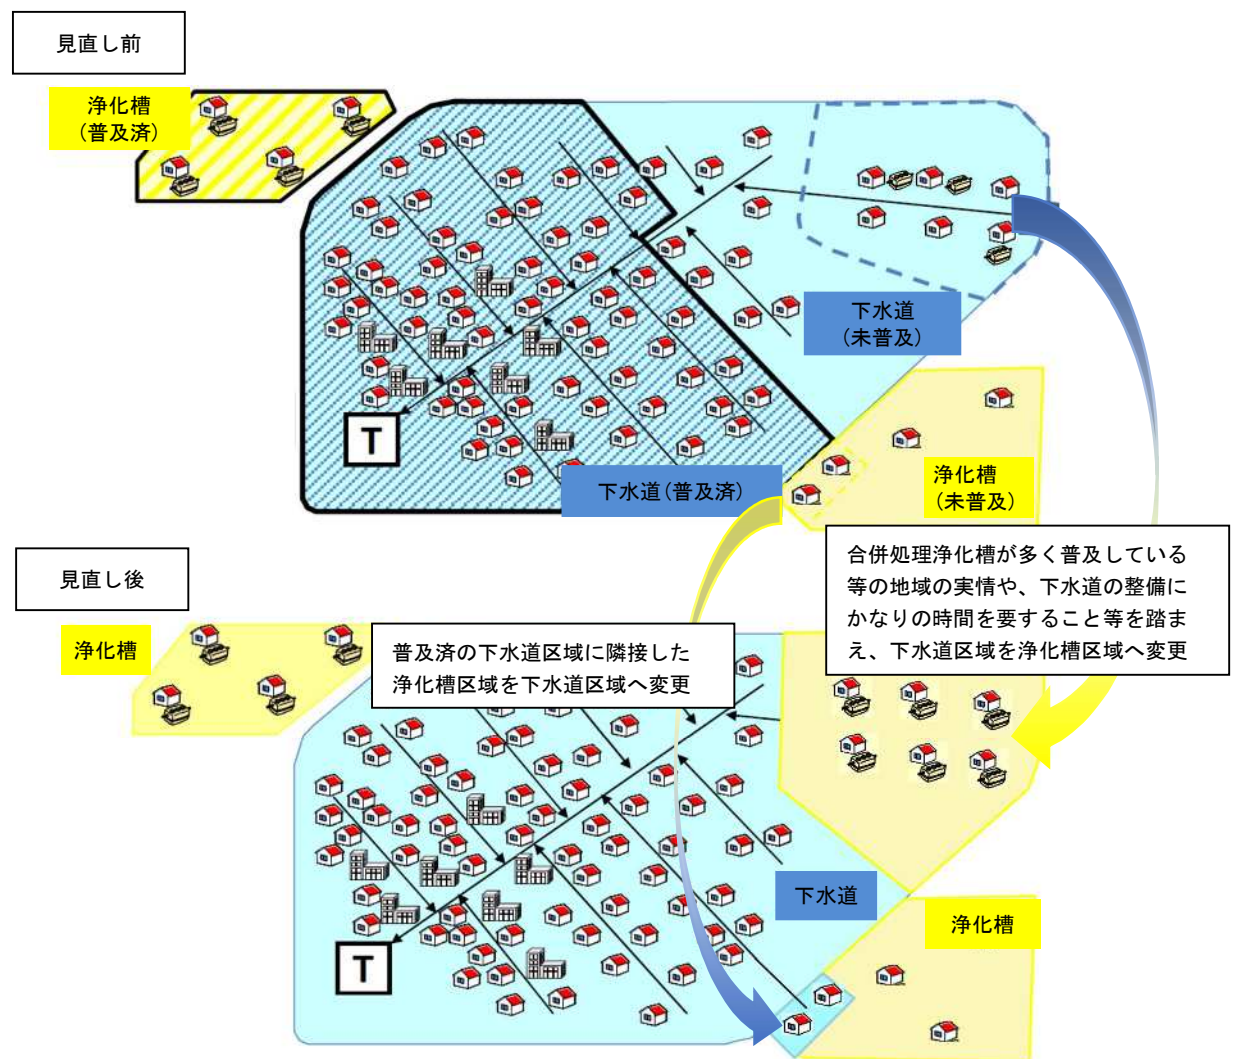 見直し前
浄化槽
（普及済）
下水道
（未普及）
T
下水道（普及済）
浄化槽
（未普及）
合併処理浄化槽が多く普及している
等の地域の実情や、下水道の整備に
かなりの時間を要すること等を踏ま
え、下水道区域を浄化槽区域へ変更
見直し後
浄化槽
普及済の下水道区域に隣接した
浄化槽区域を下水道区域へ変更
下水道
浄化槽
T